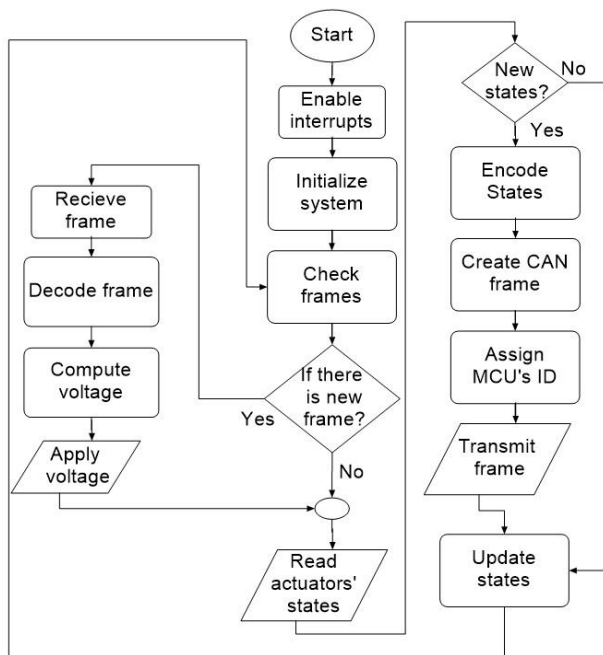 Start
Enable
interrupts
Initialize
system
Check
frames
If there
is new
frame?
Yes
No
Recieve
frame
Decode frame
Compute
voltage
Apply
voltage
Read
actuators'
states
New
states?
No
Yes
Encode
States
Create CAN
frame
Assign
MCU's ID
Transmit
frame
Update
states